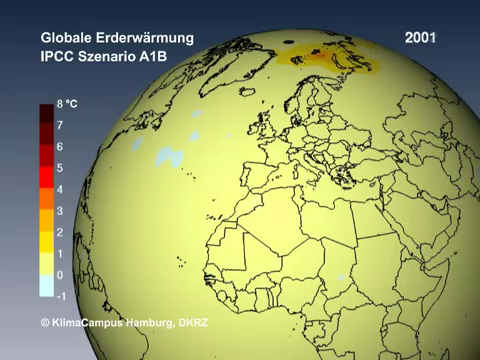 Globale Erderwärmung
IPCC Szenario A1B
2001
8 °C
7
6
5
4
3
2
1
0
-1
© KlimaCampus Hamburg, DKRZ